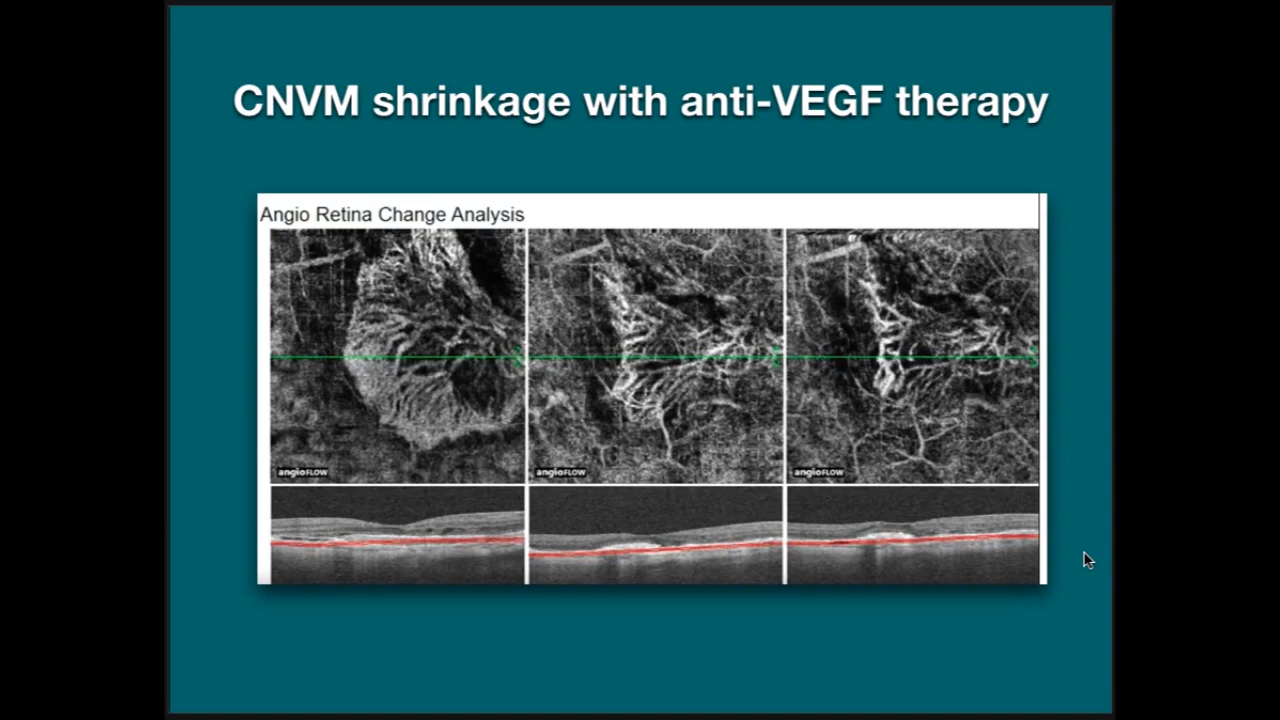 CNVM shrinkage with anti-VEGF therapy
Angio Retina Change Analysis
angioFLOW
angioFLOW
angioFLOW